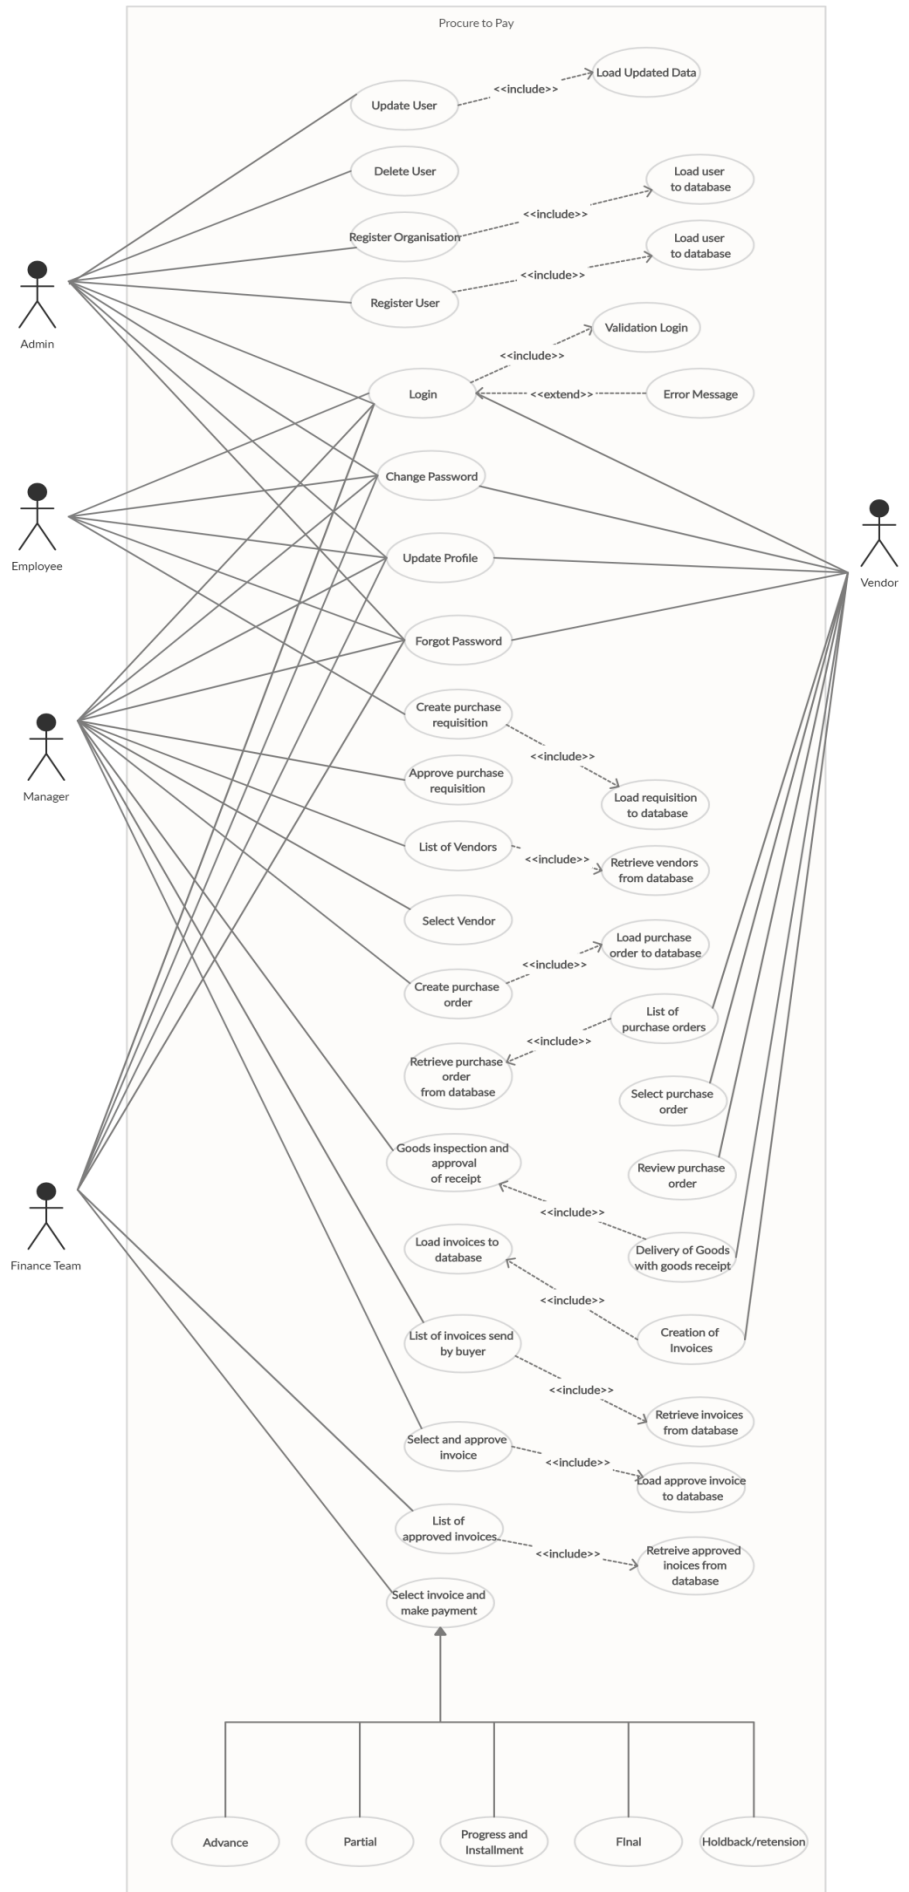 Procure to Pay
Load Updated Data
<<include>>
Update User
Delete User
Load user
to database
<<include>>
Register Organisation
Load user
to database
<<include>>
Register User
Validation Login
Admin
<<include>>
Login
<<extend>>
Error Message
Change Password
Employee
Update Profile
Vendor
Forgot Password
Create purchase
requisition
<<include>>
Approve purchase
requisition
Manager
Load requisition
to database
List of Vendors
<<include>>
Retrieve vendors
from database
Select Vendor
Load purchase
order to database
<<include>>
Create purchase
order
List of
purchase orders
<<include>>
Retrieve purchase
order
from database
Select purchase
order
Goods inspection and
approval
of receipt
Review purchase
order
<<include>>
Load invoices to
database
Delivery of Goods
with goods receipt
Finance Team
<<include>>
List of invoices send
by buyer
Creation of
Invoices
<<include>>
Retrieve invoices
from database
Select and approve
invoice
<<include>>
Load approve invoice
to database
List of
approved invoices
<<include>>
Retreive approved
inoices from
database
Select invoice and
make payment
Advance
Partial
Progress and
Installment
FInal
Holdback/retension